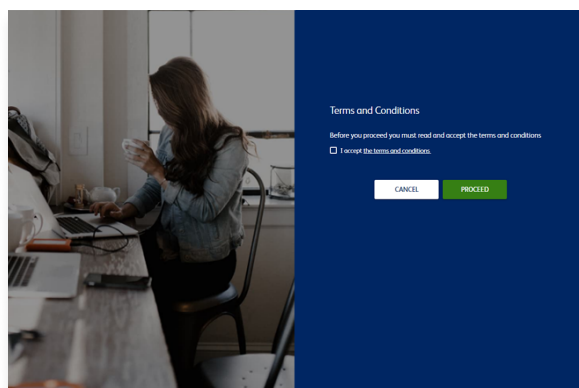 Terms and Conditions
Before you proceed you must read and accept the terms and conditions
I accept the terms and conditions
CANCEL
PROCEED